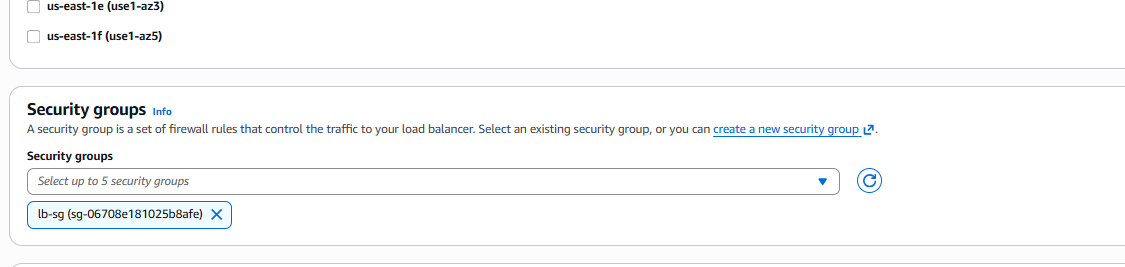 us-east-1e (use1-az3)
us-east-1f (use1-az5)
Security groups Info
A security group is a set of firewall rules that control the traffic to your load balancer. Select an existing security group, or you can create a new security group.
Security groups
Select up to 5 security groups
lb-sg (sg-06708e181025b8afe)